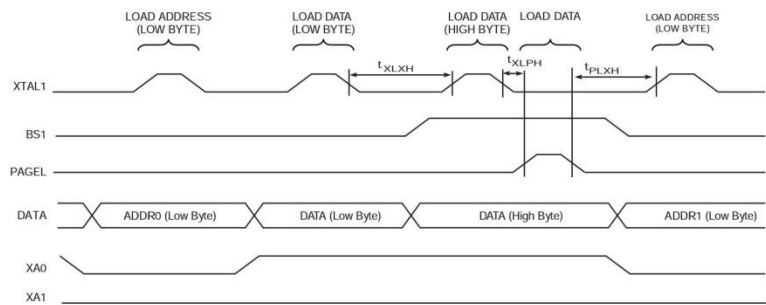 LOAD ADDRESS
(LOW BYTE)
LOAD DATA
(LOW BYTE)
LOAD DATA
(HIGH BYTE)
LOAD DATA
LOAD ADDRESS
(LOW BYTE)
tXLXH
tXLPH
tPLXH
XTAL1
BS1
PAGEL
DATA
ADDR0 (Low Byte)
DATA (Low Byte)
DATA (High Byte)
ADDR1 (Low Byte)
XA0
XA1